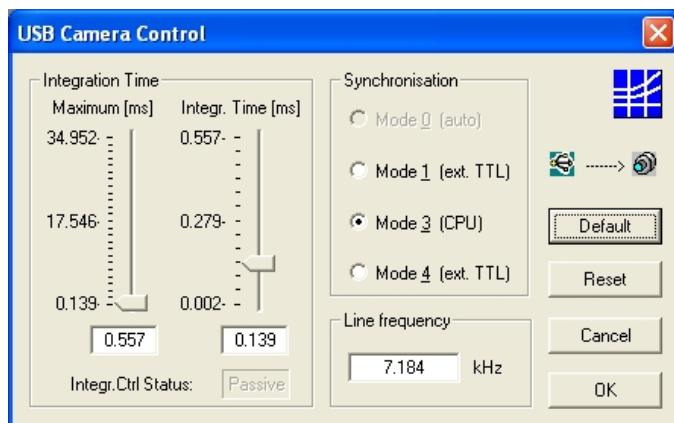 USB Camera Control
Integration Time
Maximum [ms] Integr. Time [ms]
34.952- 0.557-
17.546- 0.279-
0.139- 0.002-
0.557 0.139
Integr.Ctrl Status: Passive
Synchronisation
Mode 0 (auto)
Mode 1 (ext. TTL)
Mode 3 (CPU)
Mode 4 (ext. TTL)
Line frequency
7.184 kHz
Default
Reset
Cancel
OK